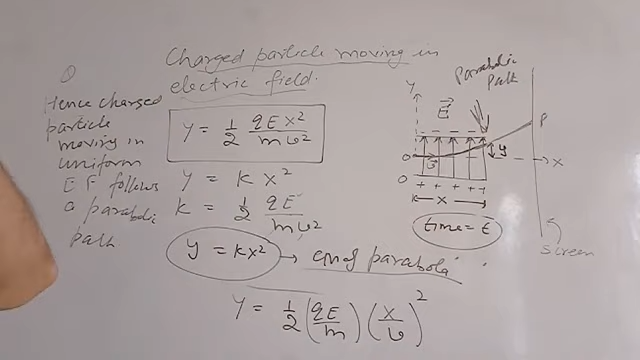 Charged particle moving in
electric field.
Hence charged
particle
moving in
uniform
E F follows
a parabolic
path
y = 1/2 qEx²/mv²
y = kx²
k = 1/2 qE/mv²
y = kx² → eqn of parabola
y = 1/2 (qE/m) (x/v)²
Parabolic
path
Y
E
P
y
O
v
X
O + + + + +
x
time = t
screen